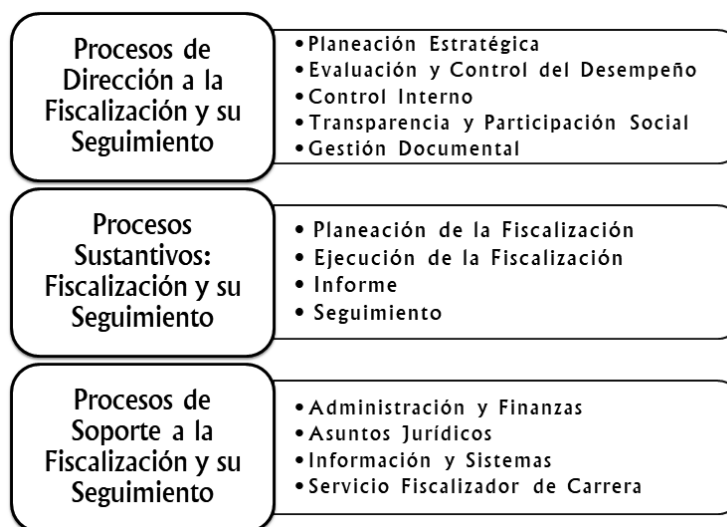 Procesos de
Dirección a la
Fiscalización y su
Seguimiento
•Planeación Estratégica
•Evaluación y Control del Desempeño
•Control Interno
•Transparencia y Participación Social
•Gestión Documental
Procesos
Sustantivos:
Fiscalización y su
Seguimiento
• Planeación de la Fiscalización
• Ejecución de la Fiscalización
• Informe
• Seguimiento
Procesos de
Soporte a la
Fiscalización y su
Seguimiento
•Administración y Finanzas
•Asuntos Jurídicos
•Información y Sistemas
•Servicio Fiscalizador de Carrera